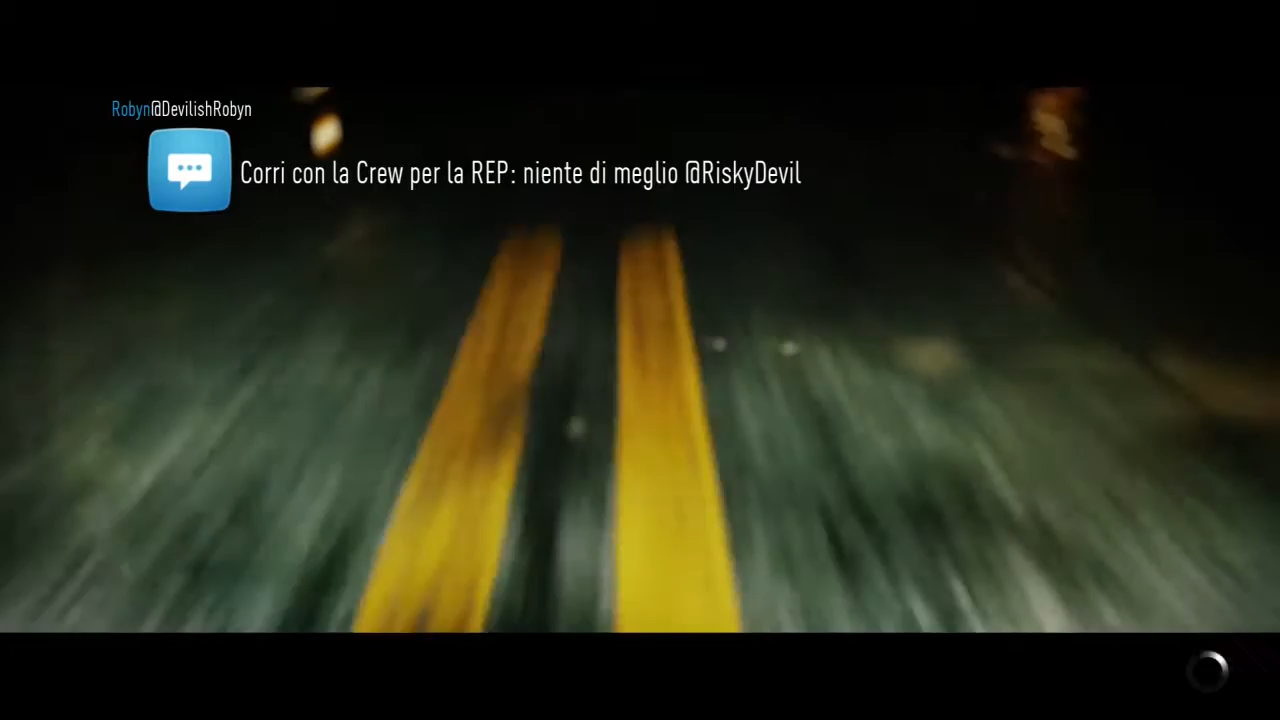 Robyn@DevilishRobyn
Corri con la Crew per la REP: niente di meglio @RiskyDevil